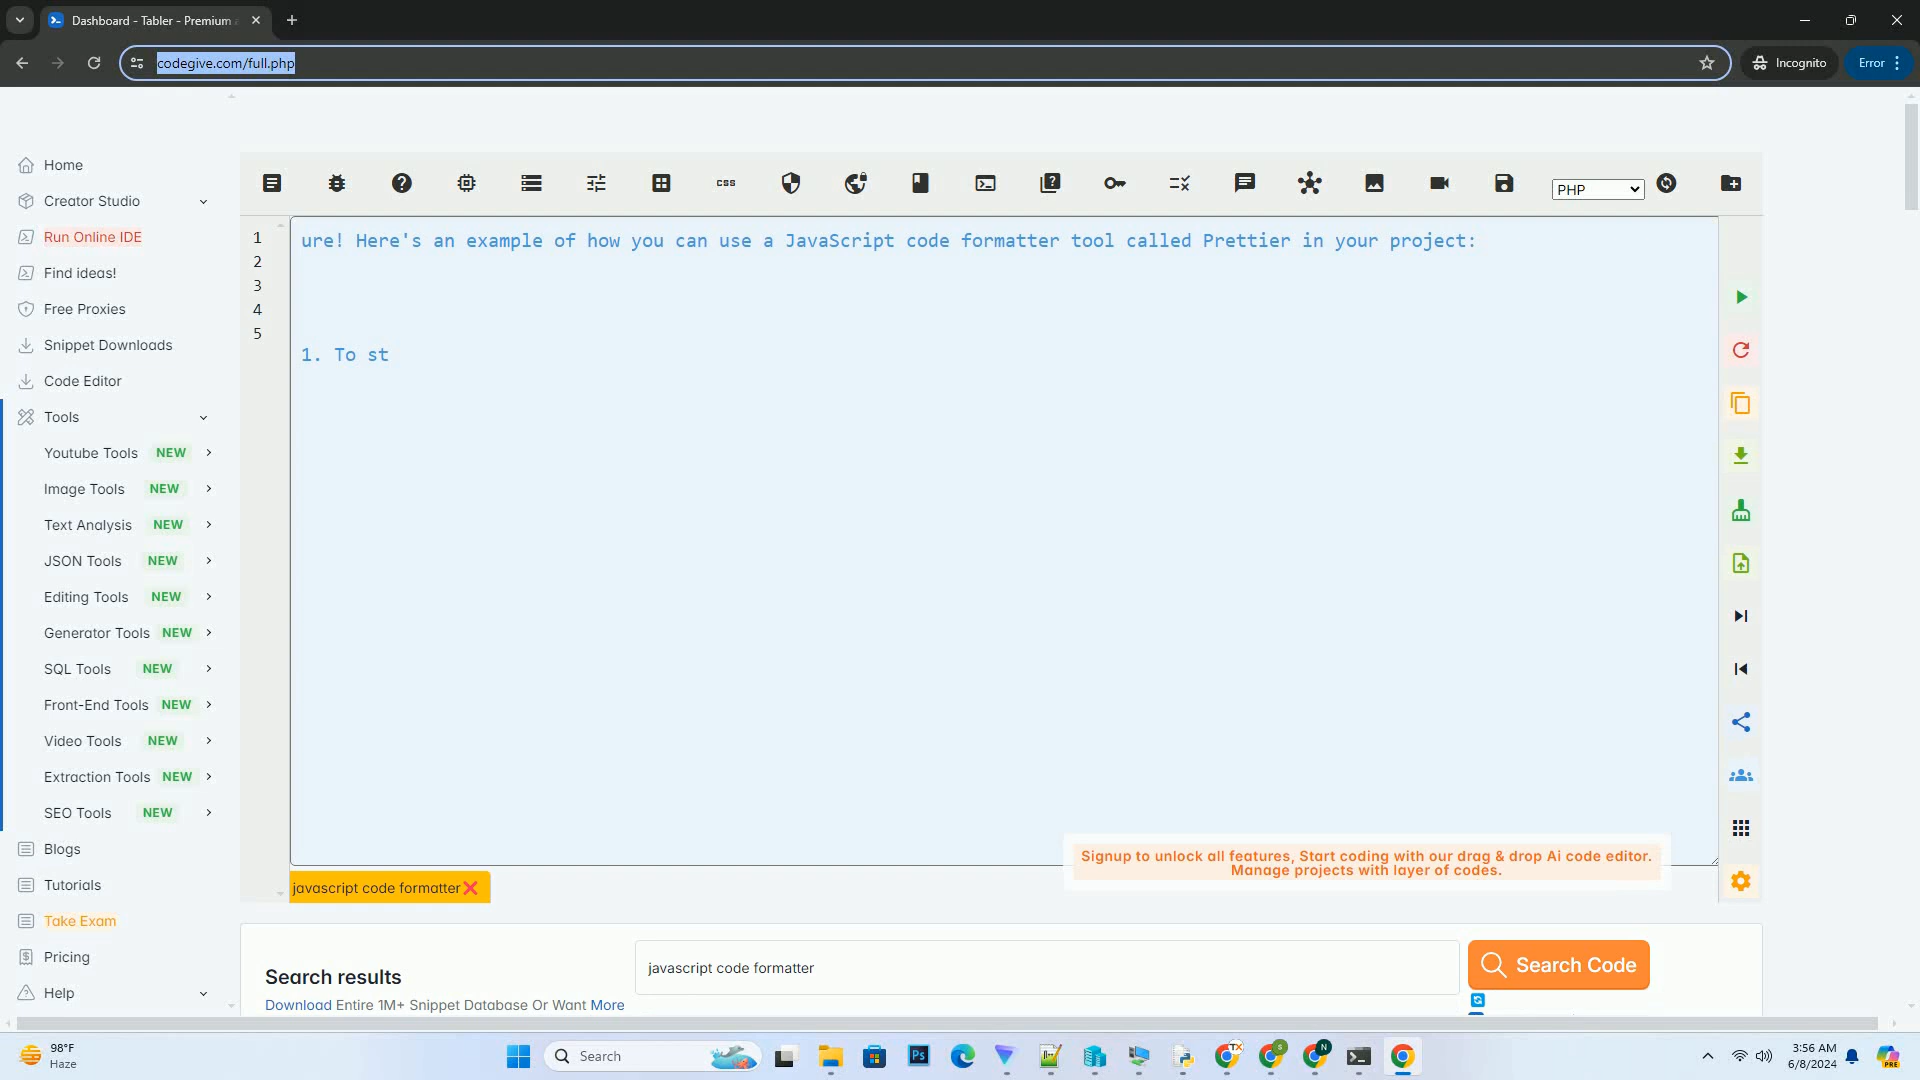 Dashboard - Tabler - Premium
codegive.com/full.php
Incognito
Error
Home
Creator Studio
Run Online IDE
Find ideas!
Free Proxies
Snippet Downloads
Code Editor
Tools
Youtube Tools NEW
Image Tools NEW
Text Analysis NEW
JSON Tools NEW
Editing Tools NEW
Generator Tools NEW
SQL Tools NEW
Front-End Tools NEW
Video Tools NEW
Extraction Tools NEW
SEO Tools NEW
Blogs
Tutorials
Take Exam
Pricing
Help
css
PHP
1
2
3
4
5
ure! Here's an example of how you can use a JavaScript code formatter tool called Prettier in your project:
1. To st
Signup to unlock all features, Start coding with our drag & drop Ai code editor.
Manage projects with layer of codes.
javascript code formatter
Search results
javascript code formatter
Search Code
Download Entire 1M+ Snippet Database Or Want More
98°F
Haze
Search
Ps
TX
S
N
3:56 AM
6/8/2024
PRE